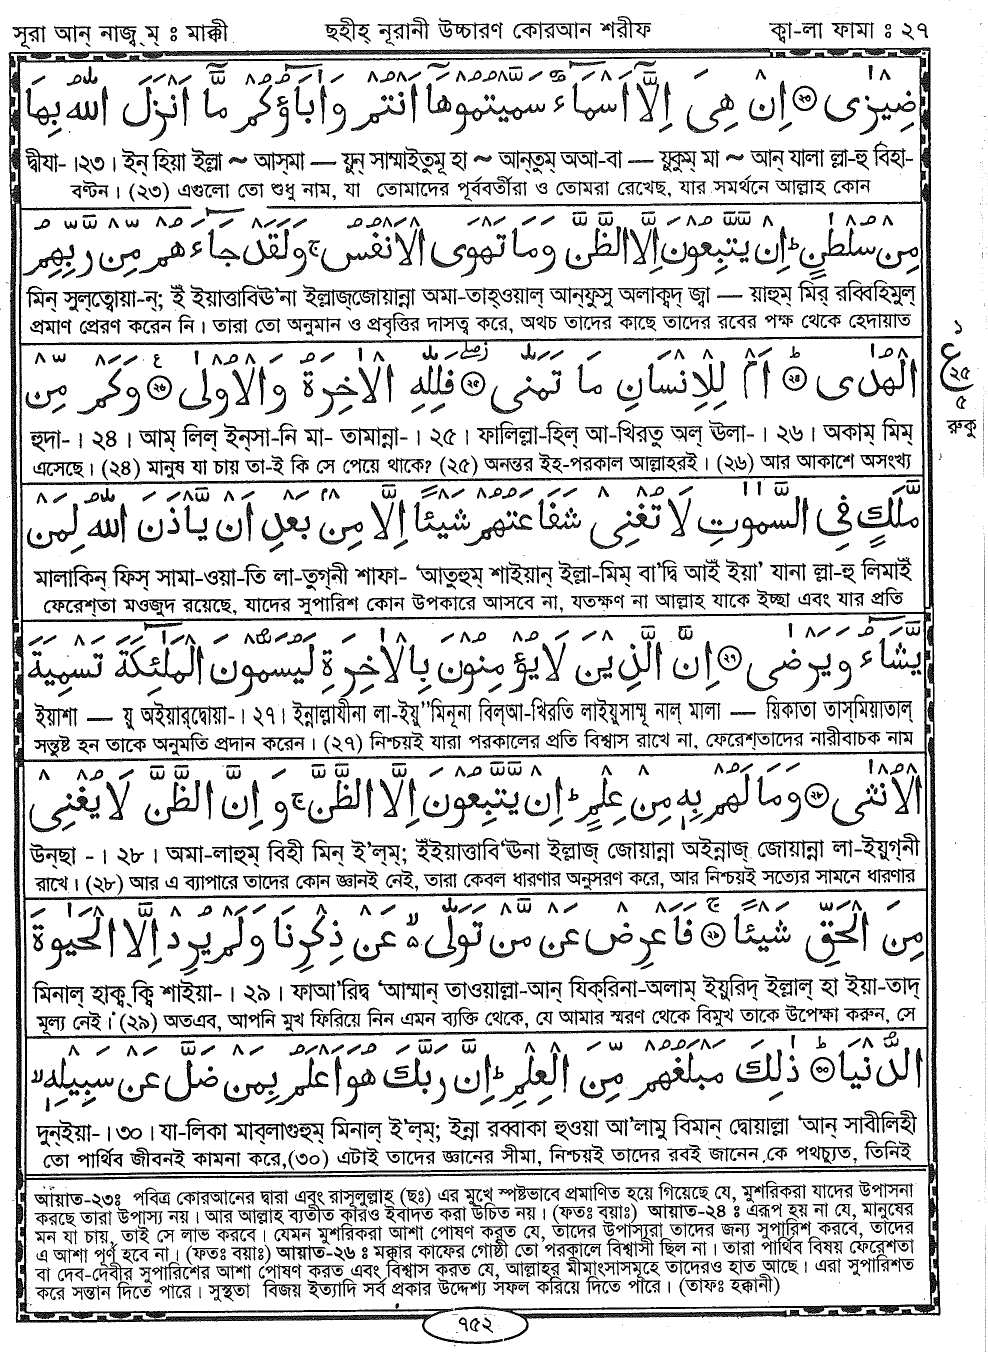 সূরা আন্ নাজ্ব্ ম্ ঃ মাক্কী ছহীহ্ নূরানী উচ্চারণ কোরআন শরীফ ক্বা-লা ফামা ঃ ২৭
ضِيْزٰى ﴿٢٣﴾ اِنْ هِىَ اِلَّاۤ اَسْمَآءٌ سَمَّيْتُمُوْهَاۤ اَنْتُمْ وَاٰبَآؤُكُمْ مَّاۤ اَنْزَلَ اللّٰهُ بِهَا
দ্বীযা- ।২৩। ইন্ হিয়া ইল্লা ~ আস্মা — য়ুন্ সাম্মাইতুমূ হা ~ আন্তুম্ অআ-বা — য়ুকুম্ মা ~ আন্ যালা ল্লা-হু বিহা-
বণ্টন। (২৩) এগুলো তো শুধু নাম, যা তোমাদের পূর্ববর্তীরা ও তোমরা রেখেছ, যার সমর্থনে আল্লাহ কোন
مِنْ سُلْطٰنٍ ؕ اِنْ يَّتَّبِعُوْنَ اِلَّا الظَّنَّ وَمَا تَهْوَى الْاَنْفُسُ ۚ وَلَقَدْ جَآءَهُمْ مِّنْ رَّبِّهِمُ
মিন্ সুল্ত্বোয়া-ন্; ইঁ ইয়াত্তাবিঊ'না ইল্লাজ্জোয়ান্না অমা-তাহ্ওয়াল্ আন্ফুসু অলাক্বদ্ জ্বা — য়াহুম্ মির্ রব্বিহিমুল্
প্রমাণ প্রেরণ করেন নি। তারা তো অনুমান ও প্রবৃত্তির দাসত্ব করে, অথচ তাদের কাছে তাদের রবের পক্ষ থেকে হেদায়াত
الْهُدٰى ﴿٢٤﴾ اَمْ لِلْاِنْسَانِ مَا تَمَنّٰى ﴿٢٥﴾ فَلِلّٰهِ الْاٰخِرَةُ وَالْاُوْلٰى ﴿٢٦﴾ وَكَمْ مِّنْ
১
ع
২৫
৫
রুকু
হুদা- । ২৪। আম্ লিল্ ইন্সা-নি মা- তামান্না- । ২৫। ফালিল্লা-হিল্ আ-খিরতু অল্ ঊলা- । ২৬। অকাম্ মিম্
এসেছে। (২৪) মানুষ যা চায় তা-ই কি সে পেয়ে থাকে? (২৫) অনন্তর ইহ-পরকাল আল্লাহরই। (২৬) আর আকাশে অসংখ্য
مَّلَكٍ فِى السَّمٰوٰتِ لَا تُغْنِىْ شَفَاعَتُهُمْ شَيْئًا اِلَّا مِنْۢ بَعْدِ اَنْ يَّاْذَنَ اللّٰهُ لِمَنْ
মালাকিন্ ফিস্ সামা-ওয়া-তি লা-তুগ্নী শাফা- 'আতুহুম্ শাইয়ান্ ইল্লা-মিম্ বা'দ্বি আইঁ ইয়া' যানা ল্লা-হু লিমাইঁ
ফেরেশ্তা মওজুদ রয়েছে, যাদের সুপারিশ কোন উপকারে আসবে না, যতক্ষণ না আল্লাহ যাকে ইচ্ছা এবং যার প্রতি
يَّشَآءُ وَيَرْضٰى ﴿٢٧﴾ اِنَّ الَّذِيْنَ لَا يُؤْمِنُوْنَ بِالْاٰخِرَةِ لَيُسَمُّوْنَ الْمَلٰٓئِكَةَ تَسْمِيَةَ
ইয়াশা — য়ু অইয়ার্দ্বোয়া- । ২৭। ইন্নাল্লাযীনা লা-ইয়ু''মিনূনা বিল্আ-খিরতি লাইয়ুসাম্মূ নাল্ মালা — য়িকাতা তাস্মিয়াতাল্
সন্তুষ্ট হন তাকে অনুমতি প্রদান করেন। (২৭) নিশ্চয়ই যারা পরকালের প্রতি বিশ্বাস রাখে না, ফেরেশ্তাদের নারীবাচক নাম
الْاُنْثٰى ﴿٢٨﴾ وَمَا لَهُمْ بِهٖ مِنْ عِلْمٍ ؕ اِنْ يَّتَّبِعُوْنَ اِلَّا الظَّنَّ ۚ وَاِنَّ الظَّنَّ لَا يُغْنِىْ
উন্ছা - । ২৮। অমা-লাহুম্ বিহী মিন্ ই'ল্ম্; ইঁইয়াত্তাবি'ঊনা ইল্লাজ্ জোয়ান্না অইন্নাজ্ জোয়ান্না লা-ইয়ুগ্নী
রাখে। (২৮) আর এ ব্যাপারে তাদের কোন জ্ঞানই নেই, তারা কেবল ধারণার অনুসরণ করে, আর নিশ্চয়ই সত্যের সামনে ধারণার
مِنَ الْحَقِّ شَيْئًا ﴿٢٩﴾ فَاَعْرِضْ عَنْ مَّنْ تَوَلّٰى ۙ۬ عَنْ ذِكْرِنَا وَلَمْ يُرِدْ اِلَّا الْحَيٰوةَ
মিনাল্ হাক্ব্ ক্বি শাইয়া- । ২৯। ফাআ'রিদ্ব 'আম্মান্ তাওয়াল্লা-আন্ যিক্রিনা-অলাম্ ইয়ুরিদ্ ইল্লাল্ হা ইয়া-তাদ্
মূল্য নেই। (২৯) অতএব, আপনি মুখ ফিরিয়ে নিন এমন ব্যক্তি থেকে, যে আমার স্মরণ থেকে বিমুখ তাকে উপেক্ষা করুন, সে
الدُّنْيَا ﴿٣٠﴾ ذٰلِكَ مَبْلَغُهُمْ مِّنَ الْعِلْمِ ؕ اِنَّ رَبَّكَ هُوَ اَعْلَمُ بِمَنْ ضَلَّ عَنْ سَبِيْلِهٖ ۙ
দুন্ইয়া- । ৩০। যা-লিকা মাব্লাগুহুম্ মিনাল্ ই'ল্ম্; ইন্না রব্বাকা হুওয়া আ'লামু বিমান্ দ্বোয়াল্লা 'আন্ সাবীলিহী
তো পার্থিব জীবনই কামনা করে,(৩০) এটাই তাদের জ্ঞানের সীমা, নিশ্চয়ই তাদের রবই জানেন কে পথচ্যুত, তিনিই
আয়াত-২৩ঃ পবিত্র কোরআনের দ্বারা এবং রাসূলুল্লাহ (ছঃ) এর মুখে স্পষ্টভাবে প্রমাণিত হয়ে গিয়েছে যে, মুশরিকরা যাদের উপাসনা
করছে তারা উপাস্য নয়। আর আল্লাহ ব্যতীত কারও ইবাদত করা উচিত নয়। (ফতঃ বয়াঃ) আয়াত-২৪ ঃ এরূপ হয় না যে, মানুষের
মন যা চায়, তাই সে লাভ করবে। যেমন মুশরিকরা আশা পোষণ করত যে, তাদের উপাস্যরা তাদের জন্য সুপারিশ করবে, তাদের
এ আশা পূর্ণ হবে না। (ফতঃ বয়াঃ) আয়াত-২৬ ঃ মক্কার কাফের গোষ্ঠী তো পরকালে বিশ্বাসী ছিল না। তারা পার্থিব বিষয় ফেরেশতা
বা দেব-দেবীর সুপারিশের আশা পোষণ করত এবং বিশ্বাস করত যে, আল্লাহর মীমাংসাসমূহে তাদেরও হাত আছে। এরা সুপারিশত
করে সন্তান দিতে পারে। সুস্থতা বিজয় ইত্যাদি সর্ব প্রকার উদ্দেশ্য সফল করিয়ে দিতে পারে। (তাফঃ হক্কানী)
৭৫২